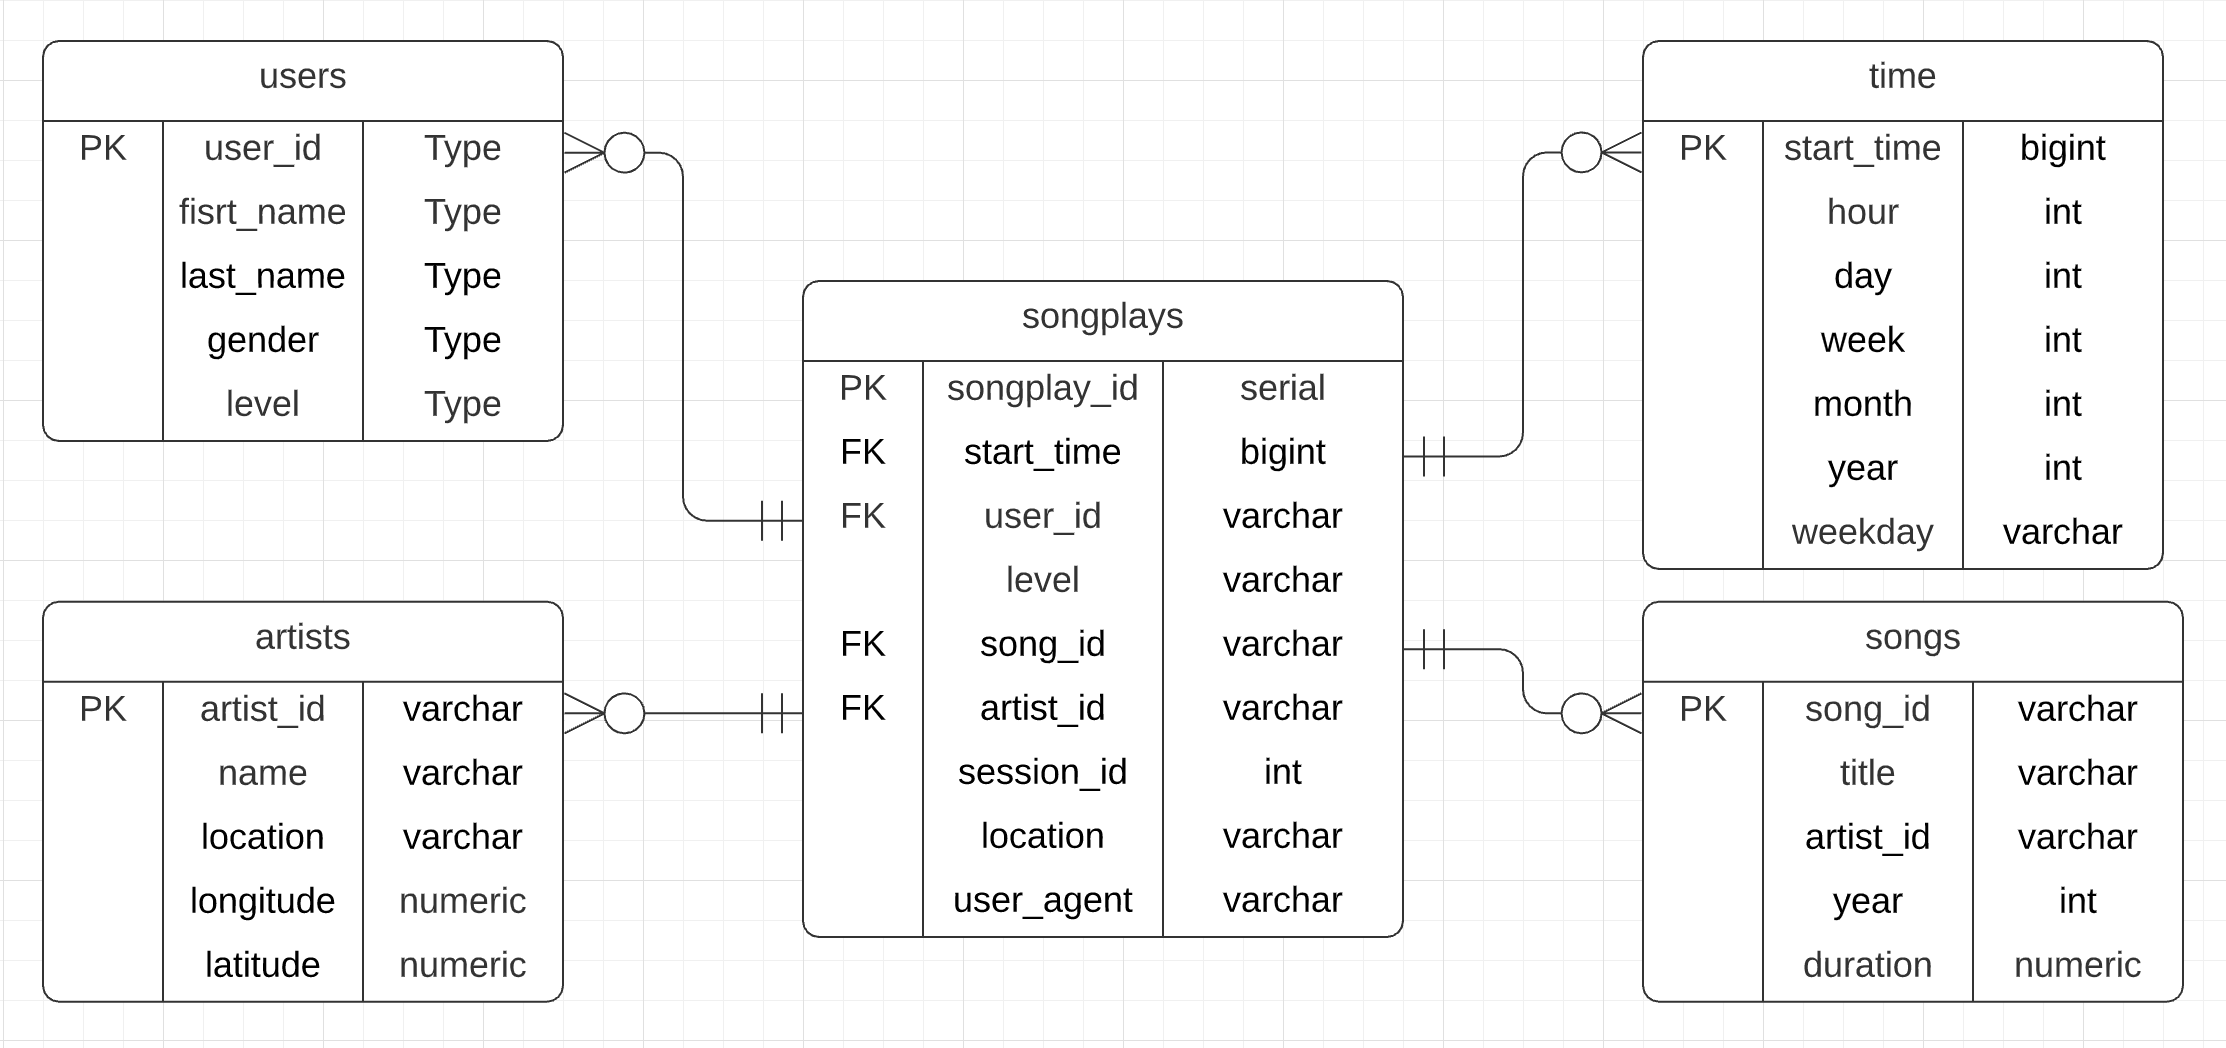 users
PK user_id Type
fisrt_name Type
last_name Type
gender Type
level Type
time
PK start_time bigint
hour int
day int
week int
month int
year int
weekday varchar
songplays
PK songplay_id serial
FK start_time bigint
FK user_id varchar
level varchar
FK song_id varchar
FK artist_id varchar
session_id int
location varchar
user_agent varchar
artists
PK artist_id varchar
name varchar
location varchar
longitude numeric
latitude numeric
songs
PK song_id varchar
title varchar
artist_id varchar
year int
duration numeric